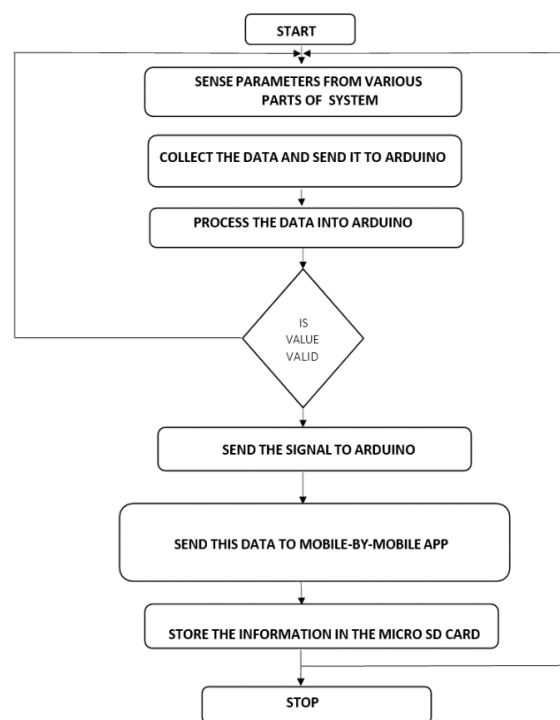 START
SENSE PARAMETERS FROM VARIOUS
PARTS OF SYSTEM
COLLECT THE DATA AND SEND IT TO ARDUINO
PROCESS THE DATA INTO ARDUINO
IS
VALUE
VALID
SEND THE SIGNAL TO ARDUINO
SEND THIS DATA TO MOBILE-BY-MOBILE APP
STORE THE INFORMATION IN THE MICRO SD CARD
STOP